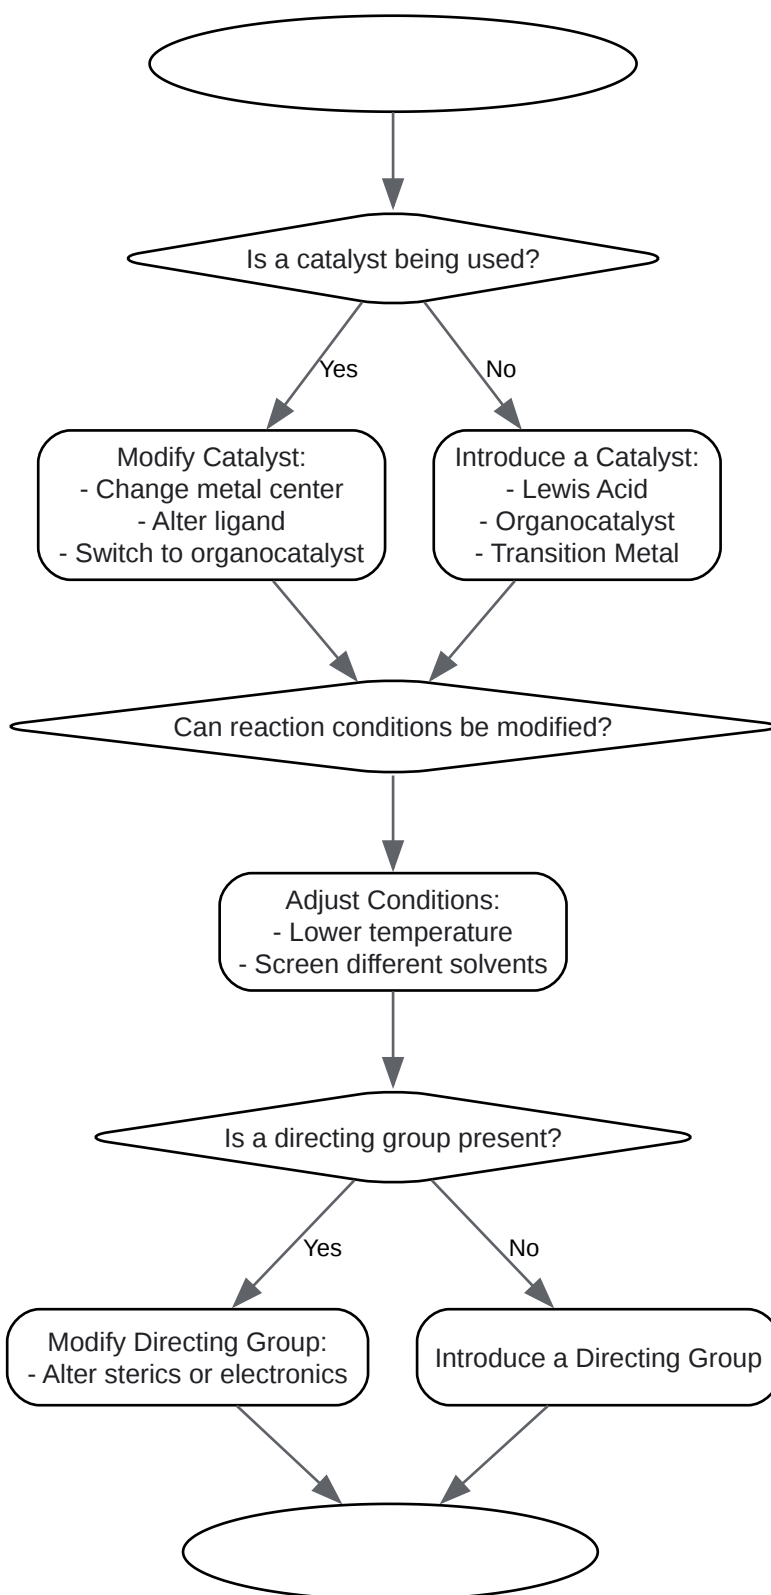 Is a catalyst being used?
Yes
No
Modify Catalyst:
- Change metal center
- Alter ligand
- Switch to organocatalyst
Introduce a Catalyst:
- Lewis Acid
- Organocatalyst
- Transition Metal
Can reaction conditions be modified?
Adjust Conditions:
- Lower temperature
- Screen different solvents
Is a directing group present?
Yes
No
Modify Directing Group:
- Alter sterics or electronics
Introduce a Directing Group